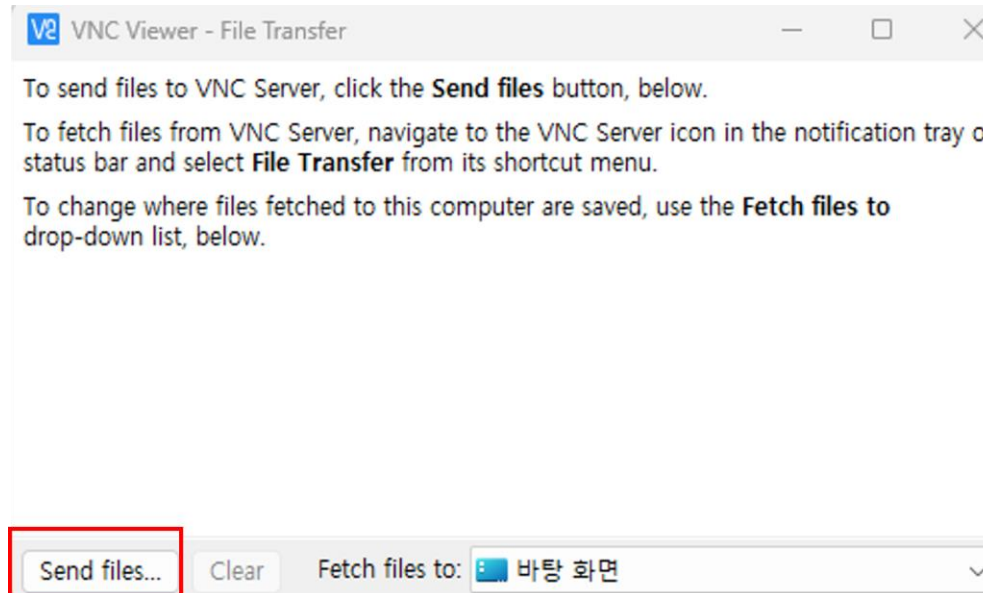 VNC Viewer - File Transfer
To send files to VNC Server, click the Send files button, below.
To fetch files from VNC Server, navigate to the VNC Server icon in the notification tray o
status bar and select File Transfer from its shortcut menu.
To change where files fetched to this computer are saved, use the Fetch files to
drop-down list, below.
Send files... Clear Fetch files to: 바탕 화면